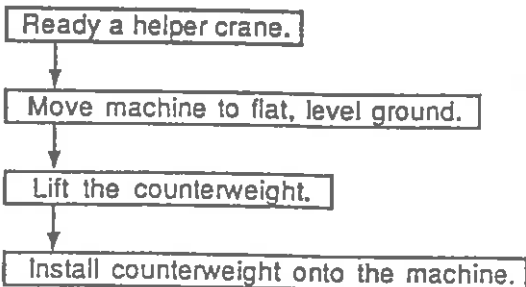 Ready a helper crane.
Move machine to flat, level ground.
Lift the counterweight.
Install counterweight onto the machine.